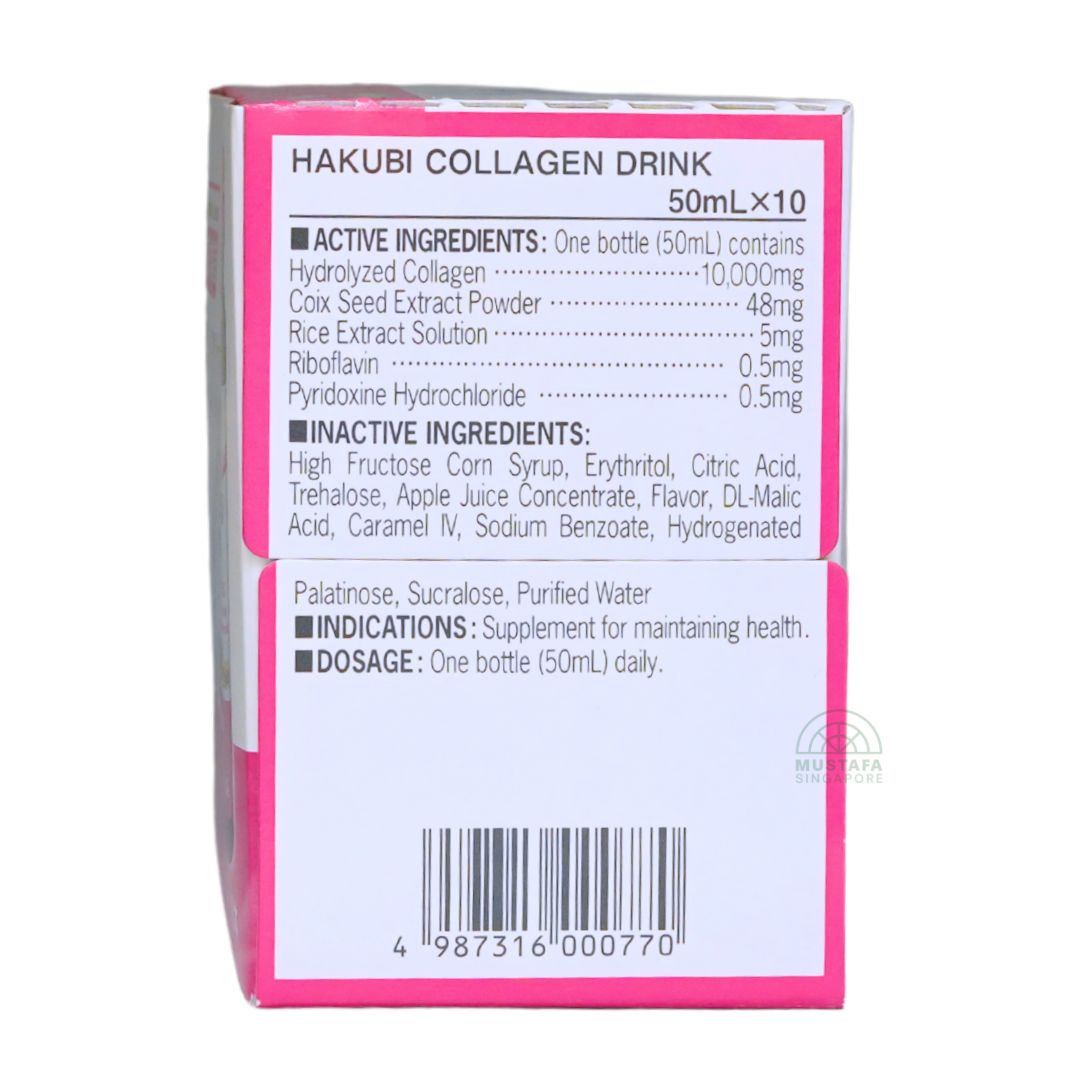 HAKUBI COLLAGEN DRINK
50mL×10
■ACTIVE INGREDIENTS: One bottle (50mL) contains
Hydrolyzed Collagen ·························10,000mg
Coix Seed Extract Powder ······················· 48mg
Rice Extract Solution ································ 5mg
Riboflavin ········································· 0.5mg
Pyridoxine Hydrochloride ······················· 0.5mg
■INACTIVE INGREDIENTS:
High Fructose Corn Syrup, Erythritol, Citric Acid,
Trehalose, Apple Juice Concentrate, Flavor, DL-Malic
Acid, Caramel IV, Sodium Benzoate, Hydrogenated
Palatinose, Sucralose, Purified Water
■INDICATIONS: Supplement for maintaining health.
■DOSAGE: One bottle (50mL) daily.
MUSTAFA
SINGAPORE
4 987316 000770